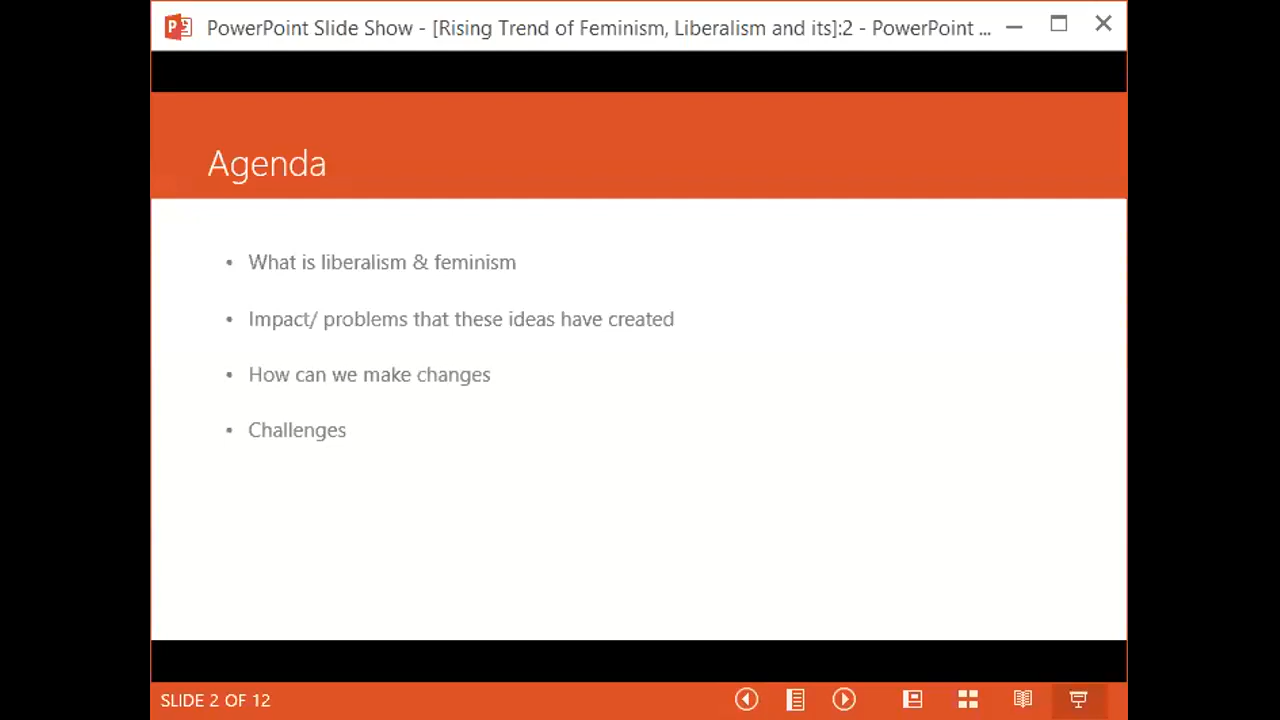 PowerPoint Slide Show - [Rising Trend of Feminism, Liberalism and its]:2 - PowerPoint ...
Agenda
• What is liberalism & feminism
• Impact/ problems that these ideas have created
• How can we make changes
• Challenges
SLIDE 2 OF 12